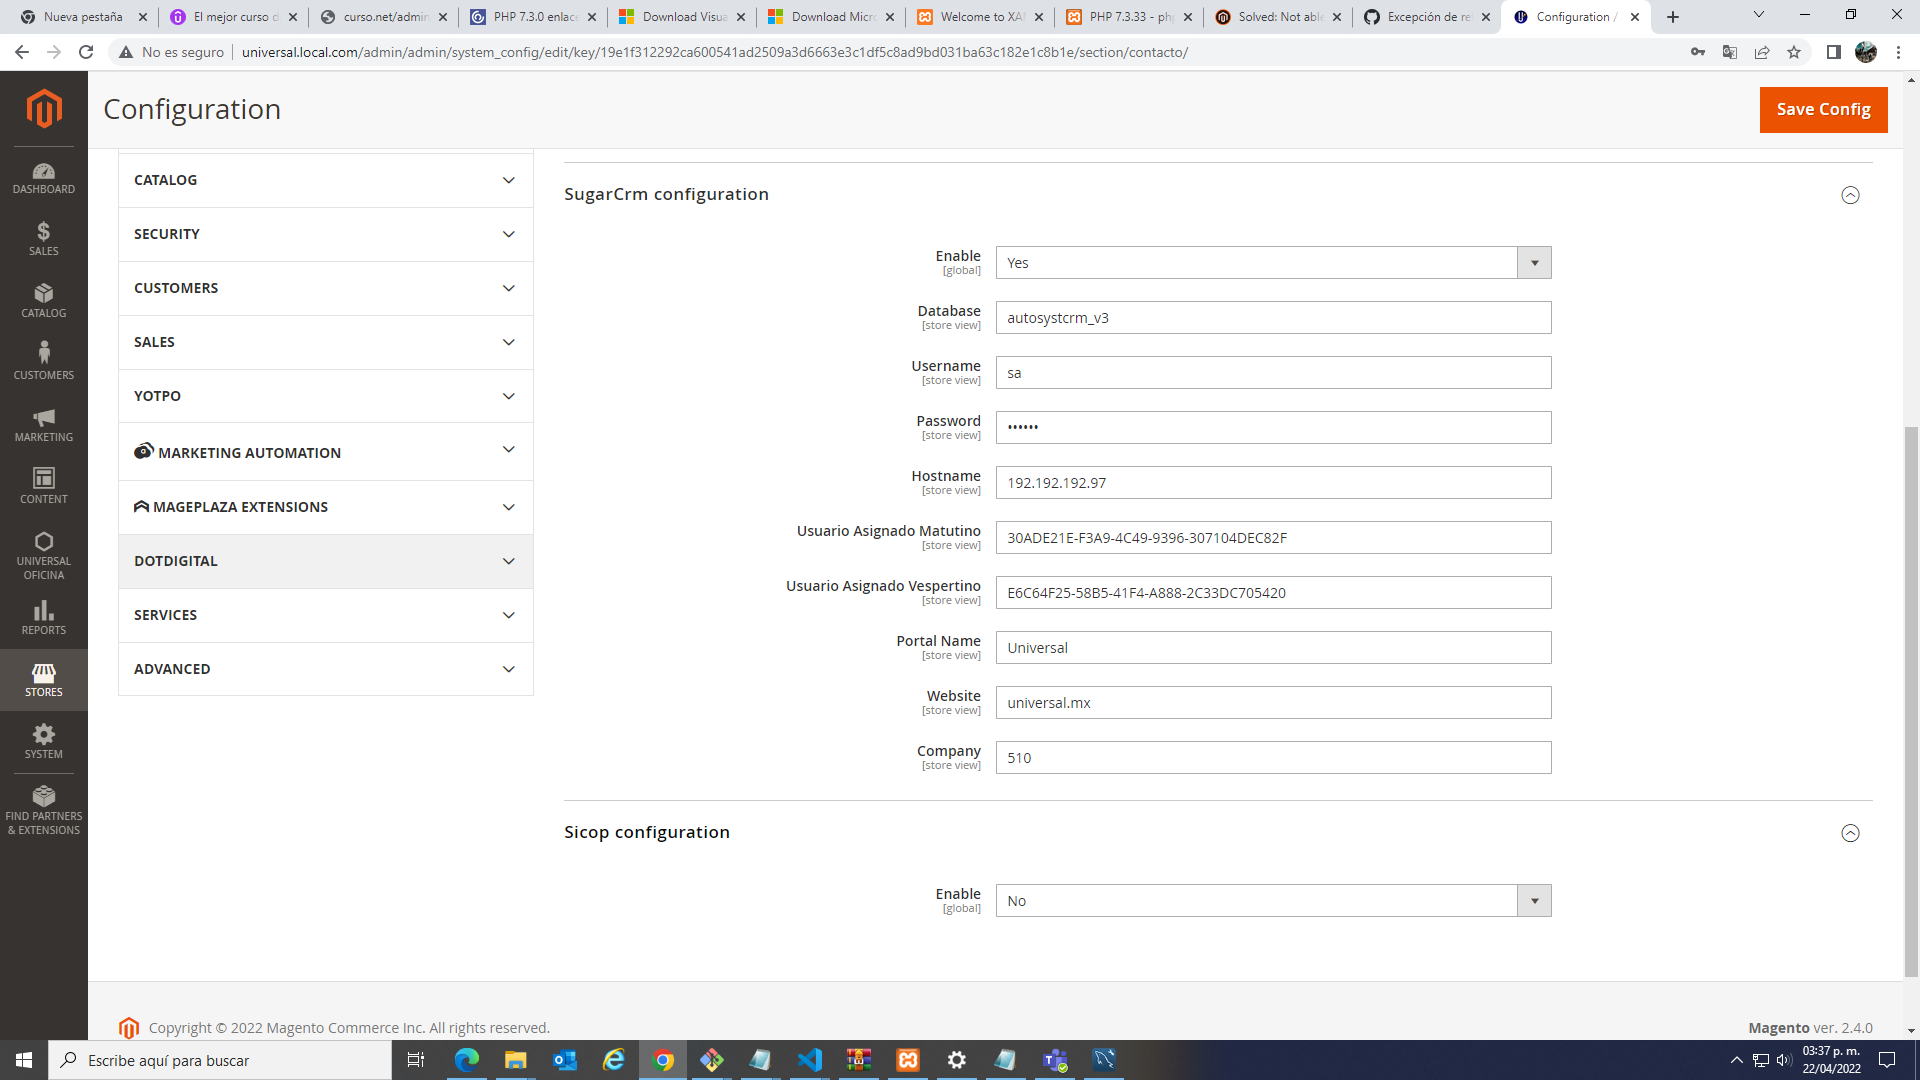 Nueva pestaña
El mejor curso d
curso.net/admin
PHP 7.3.0 enlace
Download Visua
Download Micro
Welcome to XAM
PHP 7.3.33 - php
Solved: Not able
Excepción de re
Configuration /
No es seguro
universal.local.com/admin/admin/system_config/edit/key/19e1f312292ca600541ad2509a3d6663e3c1df5c8ad9bd031ba63c182e1c8b1e/section/contacto/
Configuration
Save Config
DASHBOARD
SALES
CATALOG
CUSTOMERS
MARKETING
CONTENT
UNIVERSAL
OFICINA
REPORTS
STORES
SYSTEM
FIND PARTNERS
& EXTENSIONS
CATALOG
SECURITY
CUSTOMERS
SALES
YOTPO
MARKETING AUTOMATION
MAGEPLAZA EXTENSIONS
DOTDIGITAL
SERVICES
ADVANCED
SugarCrm configuration
Enable
[global]
Yes
Database
[store view]
autosystcrm_v3
Username
[store view]
sa
Password
[store view]
••••••
Hostname
[store view]
192.192.192.97
Usuario Asignado Matutino
[store view]
30ADE21E-F3A9-4C49-9396-307104DEC82F
Usuario Asignado Vespertino
[store view]
E6C64F25-58B5-41F4-A888-2C33DC705420
Portal Name
[store view]
Universal
Website
[store view]
universal.mx
Company
[store view]
510
Sicop configuration
Enable
[global]
No
Copyright © 2022 Magento Commerce Inc. All rights reserved.
Magento ver. 2.4.0
Escribe aquí para buscar
03:37 p. m.
22/04/2022